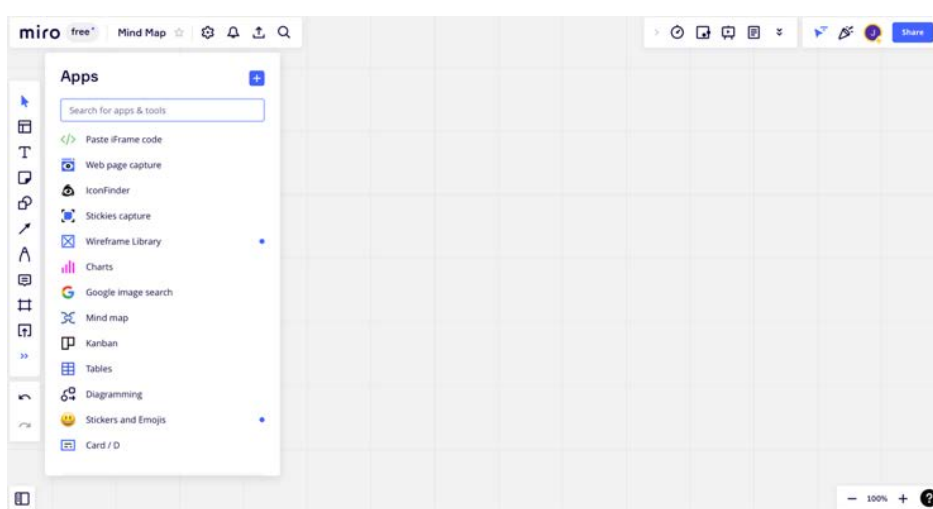 miro free* Mind Map
J Share
Apps
Search for apps & tools
Paste iFrame code
Web page capture
IconFinder
Stickies capture
Wireframe Library
Charts
Google image search
Mind map
Kanban
Tables
Diagramming
Stickers and Emojis
Card / D
100%